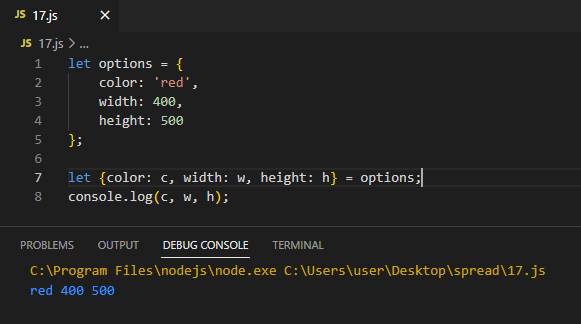 JS 17.js ×
JS 17.js > ...
1 let options = {
2     color: 'red',
3     width: 400,
4     height: 500
5 };
6
7 let {color: c, width: w, height: h} = options;
8 console.log(c, w, h);
PROBLEMS OUTPUT DEBUG CONSOLE TERMINAL
C:\Program Files\nodejs\node.exe C:\Users\user\Desktop\spread\17.js
red 400 500